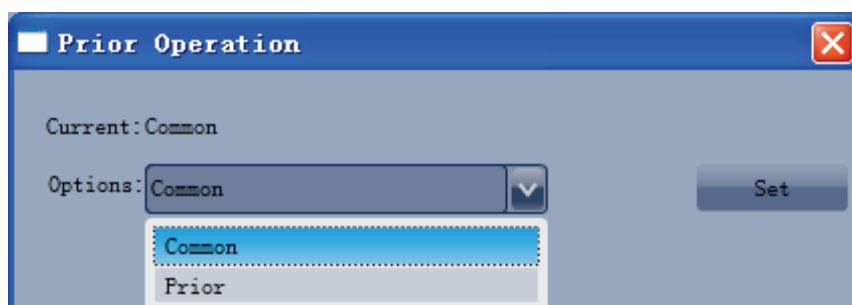 Prior Operation
Current:Common
Options:Common
Set
Common
Prior